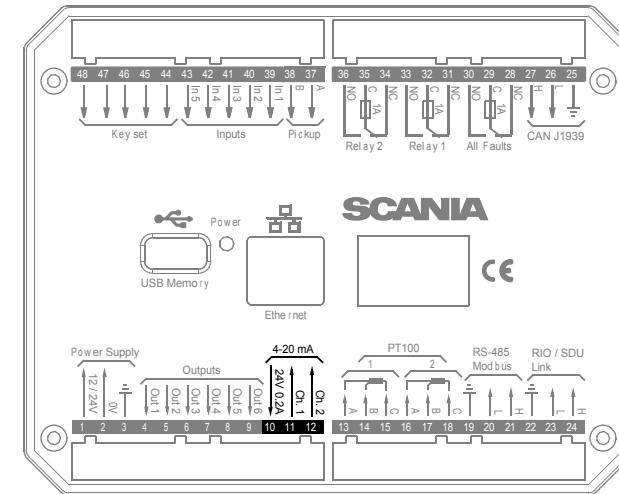 48 47 46 45 44 43 42 41 40 39 38 37 36 35 34 33 32 31 30 29 28 27 26 25
In 5 In 4 In 3 In 2 In 1 B A NO C 1A NC NO C 1A NC NO C 1A NC H L
Key set Inputs Pickup Relay 2 Relay 1 All Faults CAN J1939
SCANIA
Power
USB Memory
CE
Ethernet
4-20 mA
Power Supply Outputs PT100 RS-485 Modbus RIO / SDU Link
1 2
12 / 24V 0V Out 1 Out 2 Out 3 Out 4 Out 5 Out 6 24V 0.2A Ch. 1 Ch. 2 A B C A B C L H L H
1 2 3 4 5 6 7 8 9 10 11 12 13 14 15 16 17 18 19 20 21 22 23 24